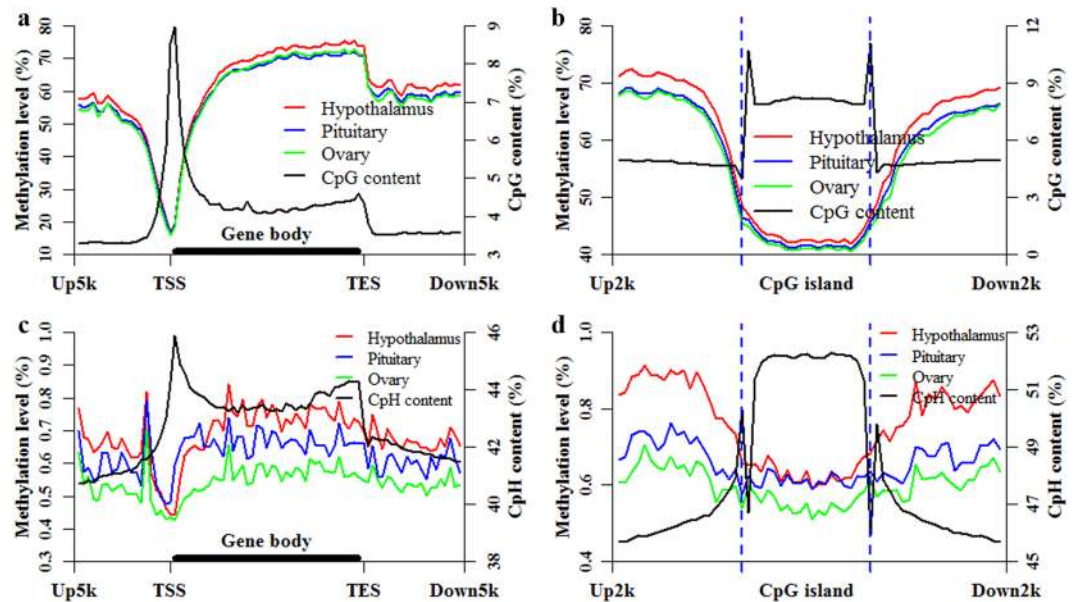 a
Methylation level (%)
80
70
60
50
40
30
20
10
Hypothalamus
Pituitary
Ovary
CpG content
Gene body
9
8
7
6
5
4
3
CpG content (%)
Up5k TSS TES Down5k
b
Methylation level (%)
80
70
60
50
40
Hypothalamus
Pituitary
Ovary
CpG content
12
9
6
3
0
CpG content (%)
Up2k CpG island Down2k
c
Methylation level (%)
1.0
0.9
0.8
0.7
0.6
0.5
0.4
0.3
Hypothalamus
Pituitary
Ovary
CpH content
Gene body
46
44
42
40
38
CpH content (%)
Up5k TSS TES Down5k
d
Methylation level (%)
1.0
0.8
0.6
0.4
Hypothalamus
Pituitary
Ovary
CpH content
53
51
49
47
45
CpH content (%)
Up2k CpG island Down2k